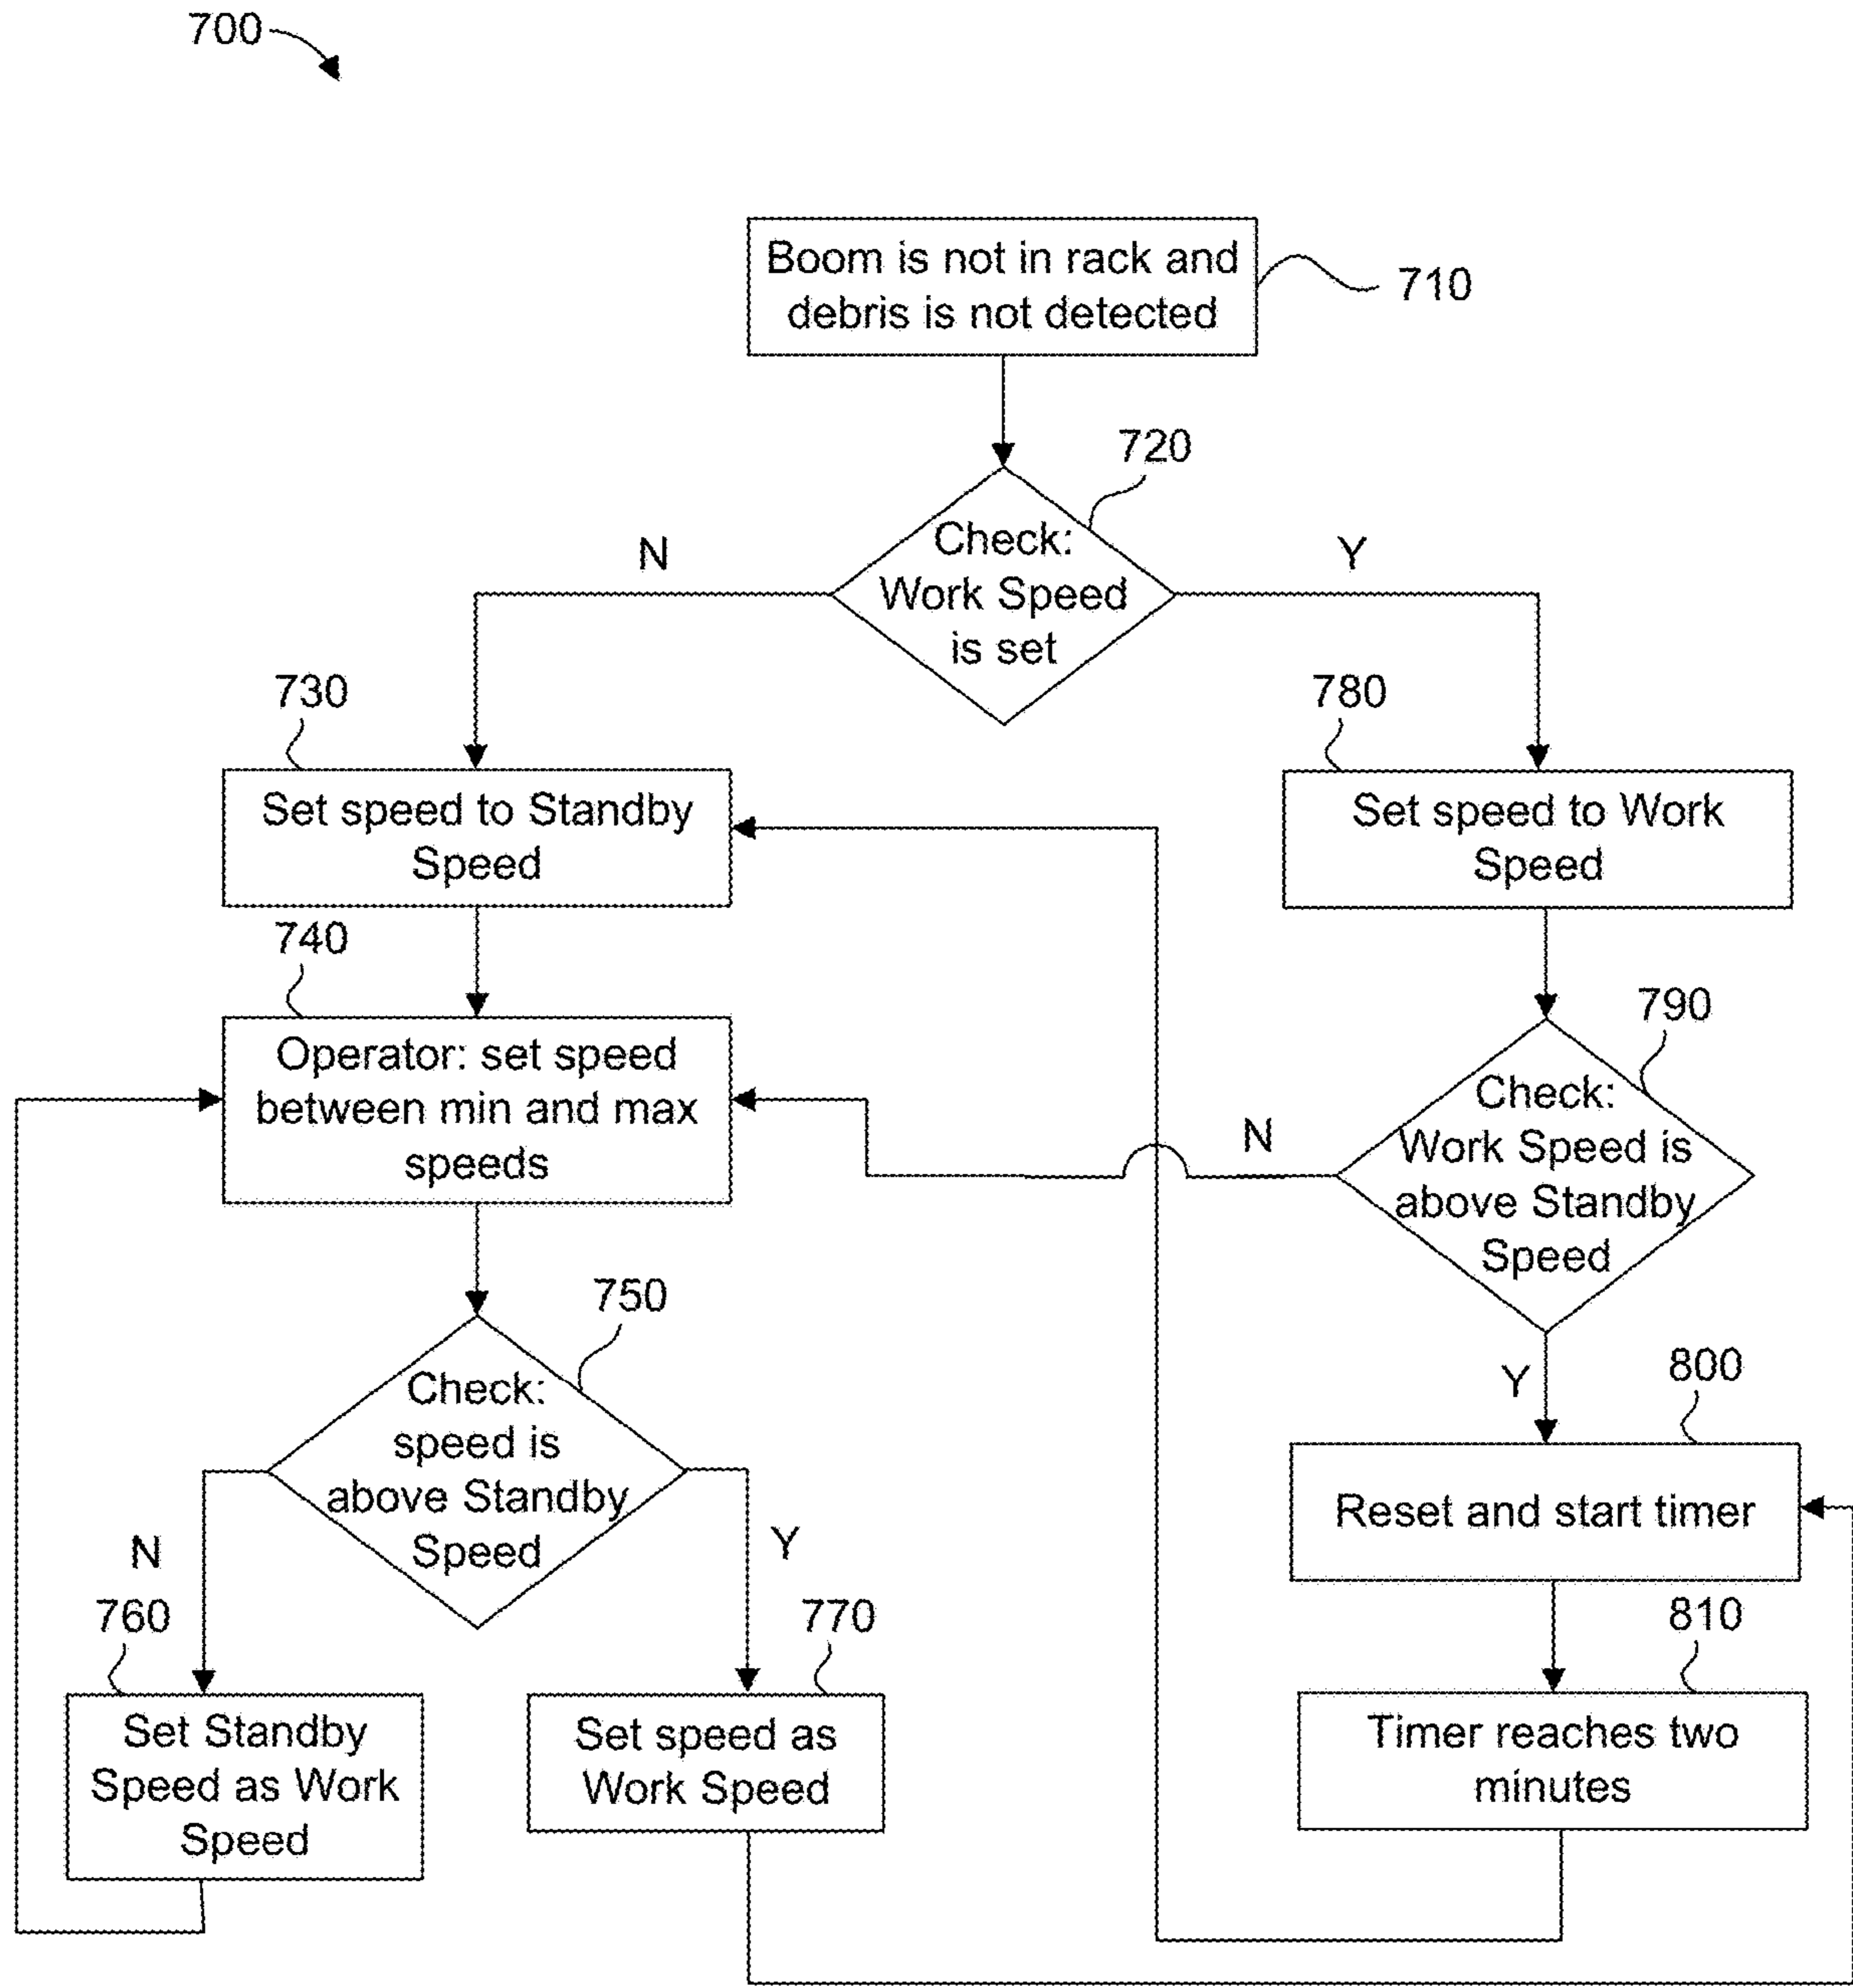 700
Boom is not in rack and
debris is not detected
710
720
Check:
Work Speed
is set
N
Y
730
Set speed to Standby
Speed
780
Set speed to Work
Speed
740
Operator: set speed
between min and max
speeds
790
Check:
Work Speed is
above Standby
Speed
N
Y
750
Check:
speed is
above Standby
Speed
N
Y
800
Reset and start timer
760
Set Standby
Speed as Work
Speed
770
Set speed as
Work Speed
810
Timer reaches two
minutes